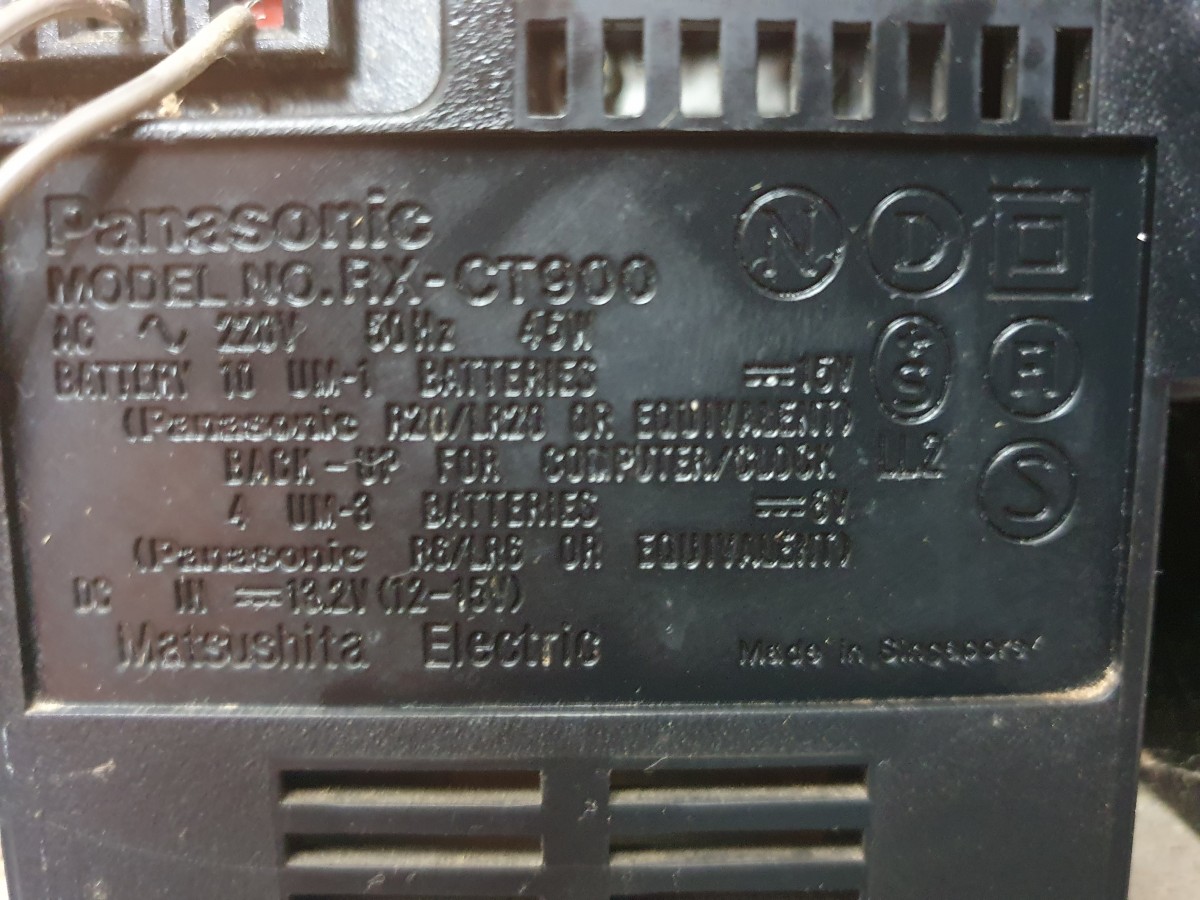 Panasonic
MODEL NO. RX-CT900
AC 220V 50Hz 45W
BATTERY 10 UM-1 BATTERIES 15V
(Panasonic R20/LR20 OR EQUIVALENT)
BACK-UP FOR COMPUTER/CLOCK
4 UM-3 BATTERIES 6V
(Panasonic R6/LR6 OR EQUIVALENT)
DC IN 13.2V (12-15V)
Matsushita Electric
Made in Singapore
N D
+S
S